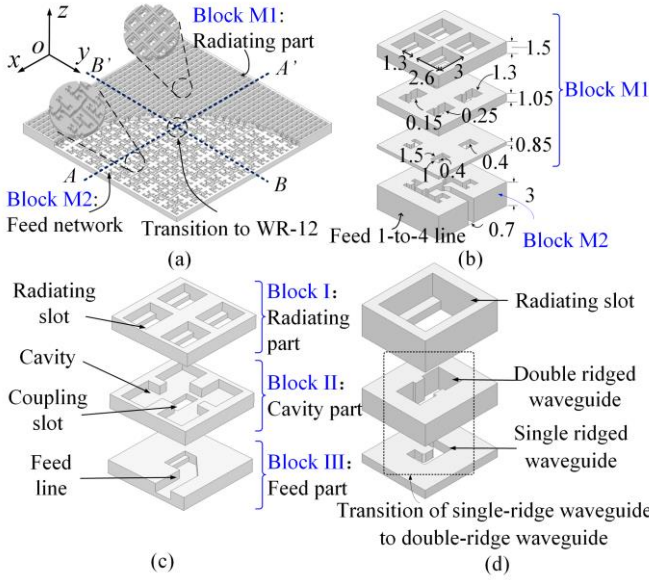 z
o
x
y
Block M1:
Radiating part
B'
A'
A
B
Block M2:
Feed network
Transition to WR-12
(a)
1.3
2.6
3
1.5
1.3
0.15
0.25
1.05
Block M1
1.5
1
0.4
0.4
0.85
3
0.7
Feed 1-to-4 line
Block M2
(b)
Radiating
slot
Block I:
Radiating
part
Cavity
Coupling
slot
Block II:
Cavity part
Feed
line
Block III:
Feed part
(c)
Radiating slot
Double ridged
waveguide
Single ridged
waveguide
Transition of single-ridge waveguide
to double-ridge waveguide
(d)